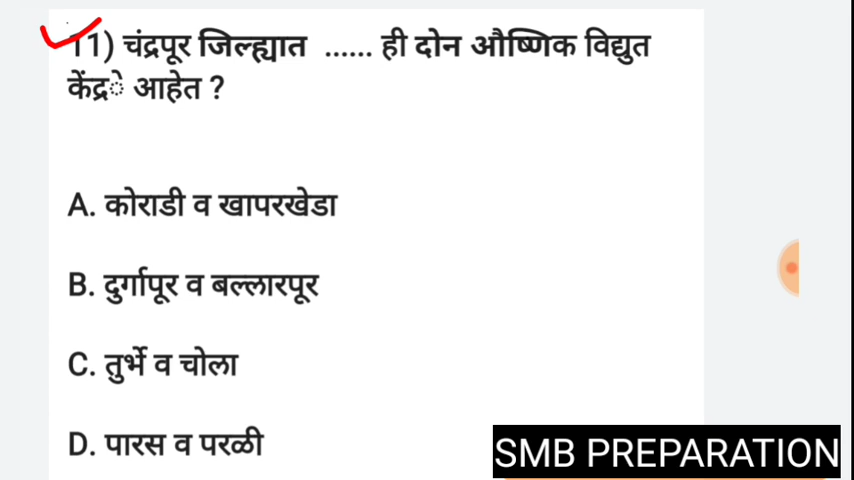 11) चंद्रपूर जिल्ह्यात ...... ही दोन औष्णिक विद्युत
केंद्र​े आहेत ?
A. कोराडी व खापरखेडा
B. दुर्गापूर व बल्लारपूर
C. तुर्भे व चोला
D. पारस व परळी
SMB PREPARATION